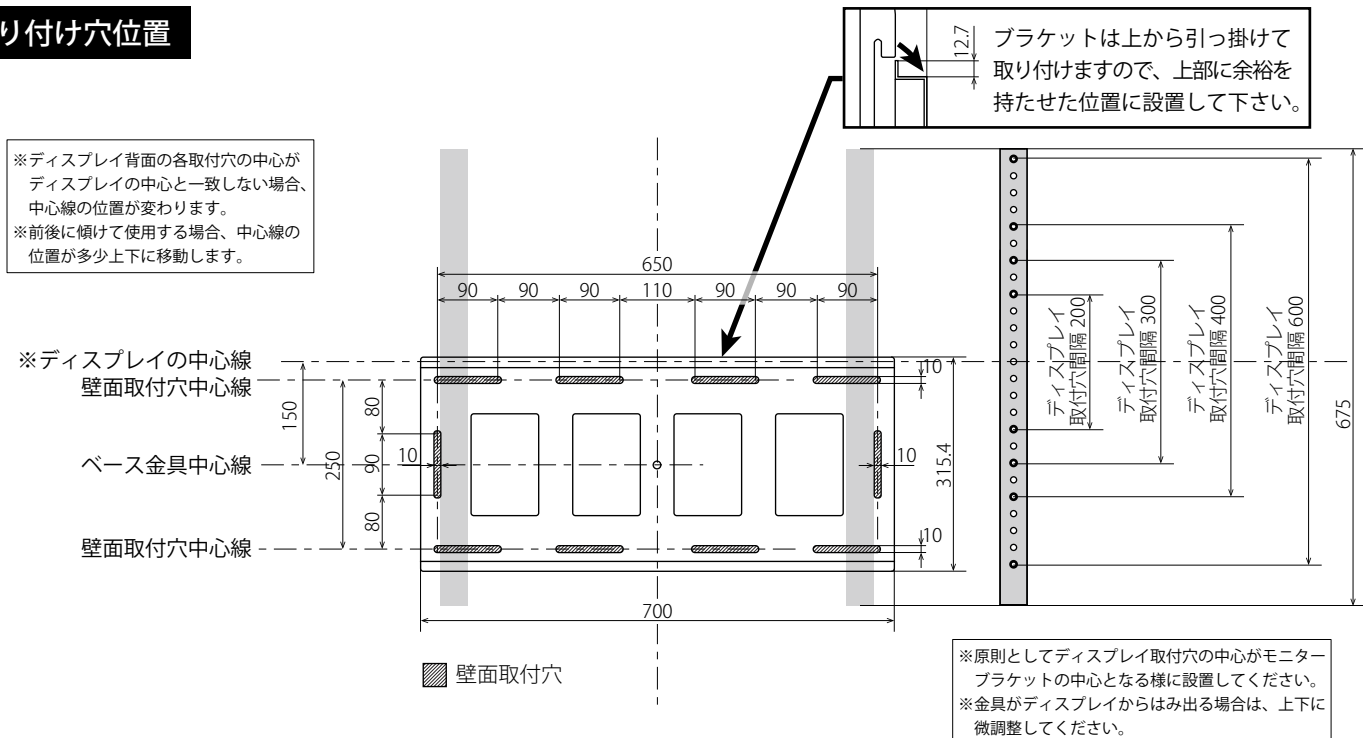 り付け穴位置
ブラケットは上から引っ掛けて
取り付けますので、上部に余裕を
持たせた位置に設置して下さい。
12.7
※ディスプレイ背面の各取付穴の中心が
ディスプレイの中心と一致しない場合、
中心線の位置が変わります。
※前後に傾けて使用する場合、中心線の
位置が多少上下に移動します。
650
90 90 90 110 90 90 90
※ディスプレイの中心線
壁面取付穴中心線
ベース金具中心線
壁面取付穴中心線
150
250
80
90
80
10
10
10
10
315.4
700
壁面取付穴
ディスプレイ
取付穴間隔 200
ディスプレイ
取付穴間隔 300
ディスプレイ
取付穴間隔 400
ディスプレイ
取付穴間隔 600
675
※原則としてディスプレイ取付穴の中心がモニター
ブラケットの中心となる様に設置してください。
※金具がディスプレイからはみ出る場合は、上下に
微調整してください。